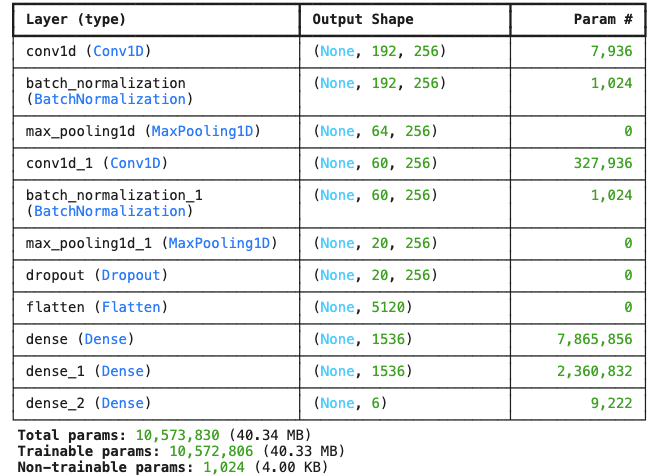 Layer (type) Output Shape Param #
conv1d (Conv1D) (None, 192, 256) 7,936
batch_normalization (None, 192, 256) 1,024
(BatchNormalization)
max_pooling1d (MaxPooling1D) (None, 64, 256) 0
conv1d_1 (Conv1D) (None, 60, 256) 327,936
batch_normalization_1 (None, 60, 256) 1,024
(BatchNormalization)
max_pooling1d_1 (MaxPooling1D) (None, 20, 256) 0
dropout (Dropout) (None, 20, 256) 0
flatten (Flatten) (None, 5120) 0
dense (Dense) (None, 1536) 7,865,856
dense_1 (Dense) (None, 1536) 2,360,832
dense_2 (Dense) (None, 6) 9,222
Total params: 10,573,830 (40.34 MB)
Trainable params: 10,572,806 (40.33 MB)
Non-trainable params: 1,024 (4.00 KB)